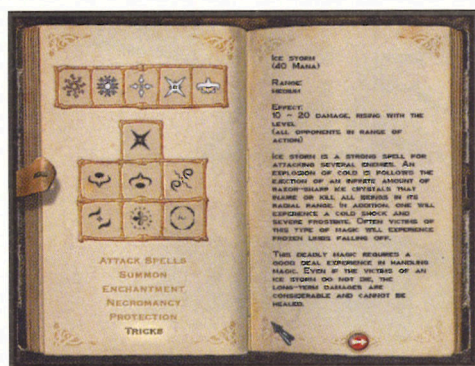 Attack Spells
Summon
Enchantment
Necromancy
Protection
Tricks
Ice storm
(40 Mana)
Range:
medium
Effect:
10 - 20 damage, rising with the
level
(all opponents in range of
action)
Ice storm is a strong spell for
attacking several enemies. An
explosion of cold is follows the
ejection of an infinite amount of
razor-sharp ice crystals that
injure or kill all beings in its
radial range. In addition, one will
experience a cold shock and
severe frostbite. Often victims of
this type of magic will experience
frozen limbs falling off.
This deadly magic requires a
good deal experience in handling
magic. Even if the victims of an
ice storm do not die, the
long-term damages are
considerable and cannot be
healed.